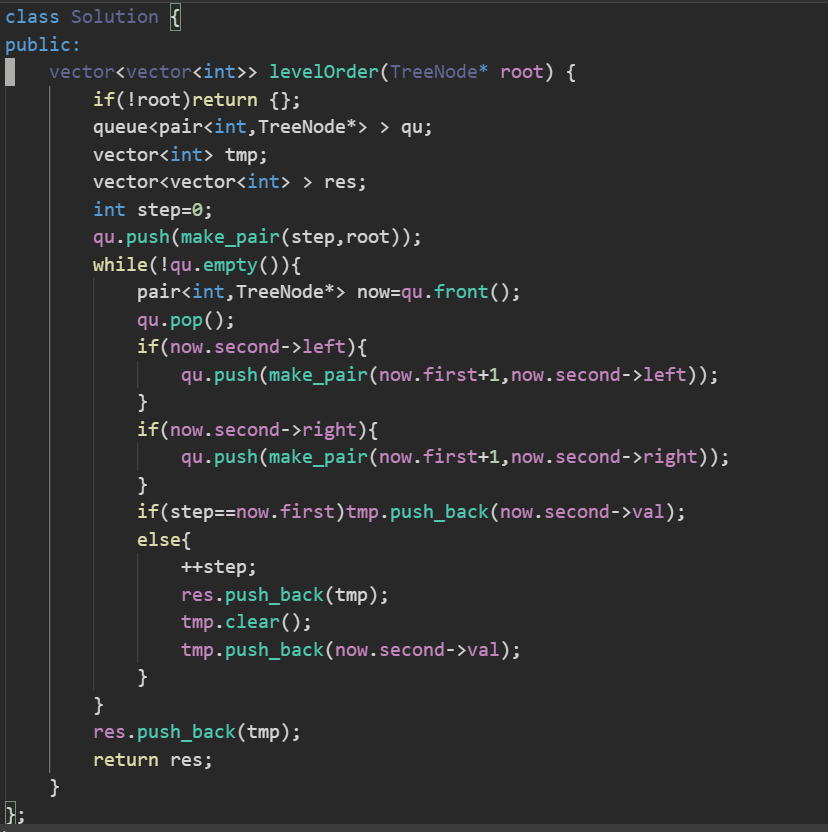 class Solution {
public:
    vector<vector<int>> levelOrder(TreeNode* root) {
        if(!root)return {};
        queue<pair<int,TreeNode*> > qu;
        vector<int> tmp;
        vector<vector<int> > res;
        int step=0;
        qu.push(make_pair(step,root));
        while(!qu.empty()){
            pair<int,TreeNode*> now=qu.front();
            qu.pop();
            if(now.second->left){
                qu.push(make_pair(now.first+1,now.second->left));
            }
            if(now.second->right){
                qu.push(make_pair(now.first+1,now.second->right));
            }
            if(step==now.first)tmp.push_back(now.second->val);
            else{
                ++step;
                res.push_back(tmp);
                tmp.clear();
                tmp.push_back(now.second->val);
            }
        }
        res.push_back(tmp);
        return res;
    }
};